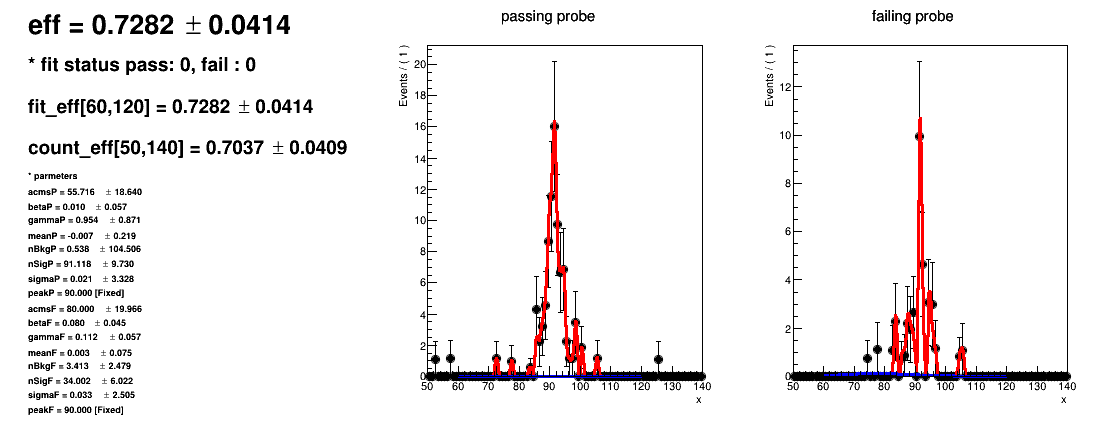 eff = 0.7282 ± 0.0414
* fit status pass: 0, fail : 0
fit_eff[60,120] = 0.7282 ± 0.0414
count_eff[50,140] = 0.7037 ± 0.0409
* parmeters
acmsP = 55.716 ± 18.640
betaP = 0.010 ± 0.057
gammaP = 0.954 ± 0.871
meanP = -0.007 ± 0.219
nBkgP = 0.538 ± 104.506
nSigP = 91.118 ± 9.730
sigmaP = 0.021 ± 3.328
peakP = 90.000 [Fixed]
acmsF = 80.000 ± 19.966
betaF = 0.080 ± 0.045
gammaF = 0.112 ± 0.057
meanF = 0.003 ± 0.075
nBkgF = 3.413 ± 2.479
nSigF = 34.002 ± 6.022
sigmaF = 0.033 ± 2.505
peakF = 90.000 [Fixed]
passing probe
Events / ( 1 )
20
18
16
14
12
10
8
6
4
2
0
50 60 70 80 90 100 110 120 130 140
x
failing probe
Events / ( 1 )
12
10
8
6
4
2
0
50 60 70 80 90 100 110 120 130 140
x